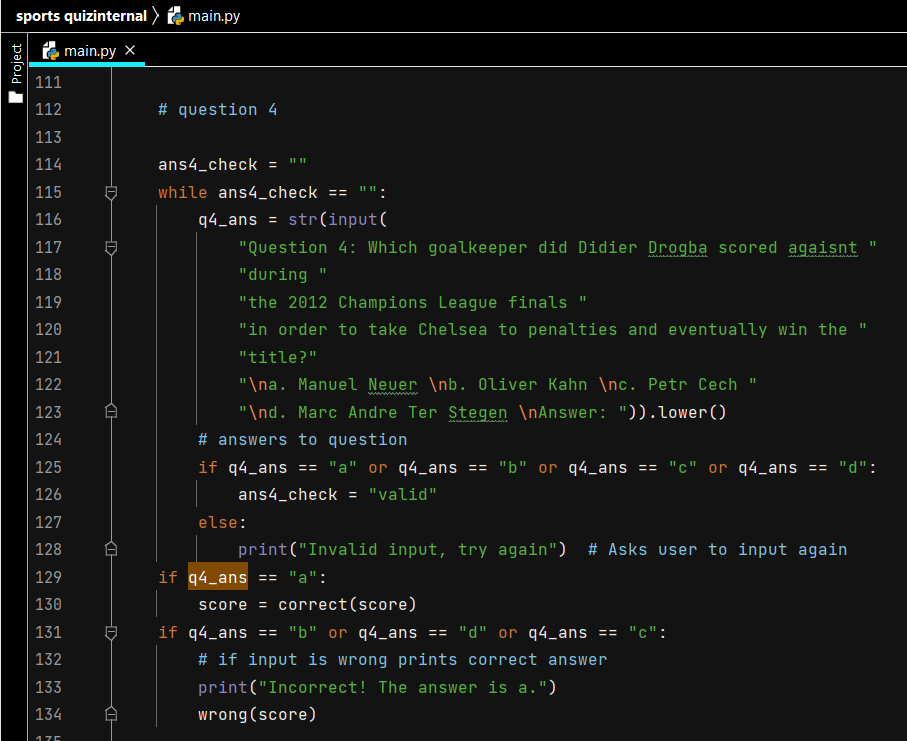 sports quizinternal main.py
Project
main.py
111
112 # question 4
113
114 ans4_check = ""
115 while ans4_check == "":
116 q4_ans = str(input(
117 "Question 4: Which goalkeeper did Didier Drogba scored agaisnt "
118 "during "
119 "the 2012 Champions League finals "
120 "in order to take Chelsea to penalties and eventually win the "
121 "title?"
122 "\na. Manuel Neuer \nb. Oliver Kahn \nc. Petr Cech "
123 "\nd. Marc Andre Ter Stegen \nAnswer: ")).lower()
124 # answers to question
125 if q4_ans == "a" or q4_ans == "b" or q4_ans == "c" or q4_ans == "d":
126 ans4_check = "valid"
127 else:
128 print("Invalid input, try again")  # Asks user to input again
129 if q4_ans == "a":
130 score = correct(score)
131 if q4_ans == "b" or q4_ans == "d" or q4_ans == "c":
132 # if input is wrong prints correct answer
133 print("Incorrect! The answer is a.")
134 wrong(score)
135